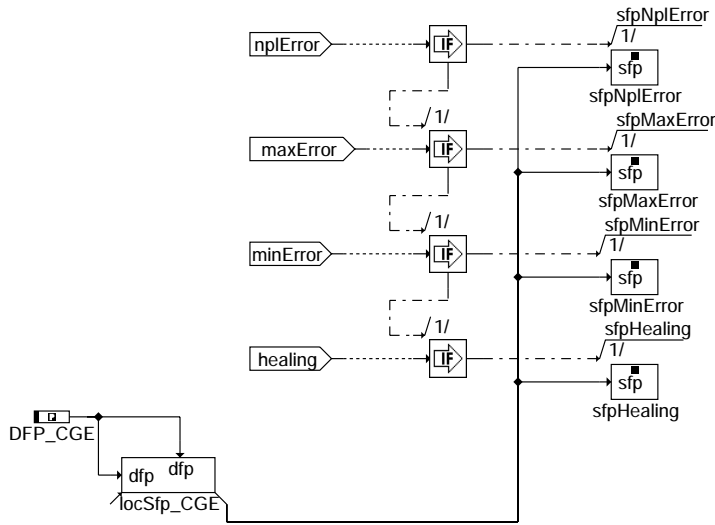 sfpNplError
nplError
IF
1/
sfp
sfpNplError
1/
sfpMaxError
maxError
IF
1/
sfp
sfpMaxError
1/
sfpMinError
minError
IF
1/
sfp
sfpMinError
1/
sfpHealing
healing
IF
1/
sfp
sfpHealing
DFP_CGE
dfp
dfp
locSfp_CGE